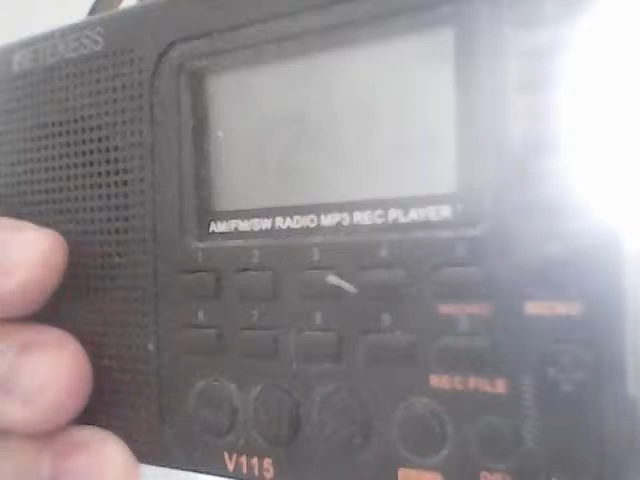 RETEKESS
AM/FM/SW RADIO MP3 REC PLAYER
1 2 3 4 5
6 7 8 9
REC FILE
V115